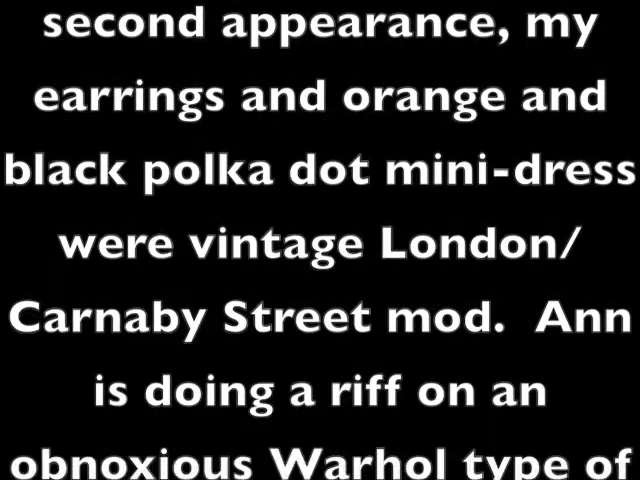 second appearance, my
earrings and orange and
black polka dot mini-dress
were vintage London/
Carnaby Street mod.  Ann
is doing a riff on an
obnoxious Warhol type of